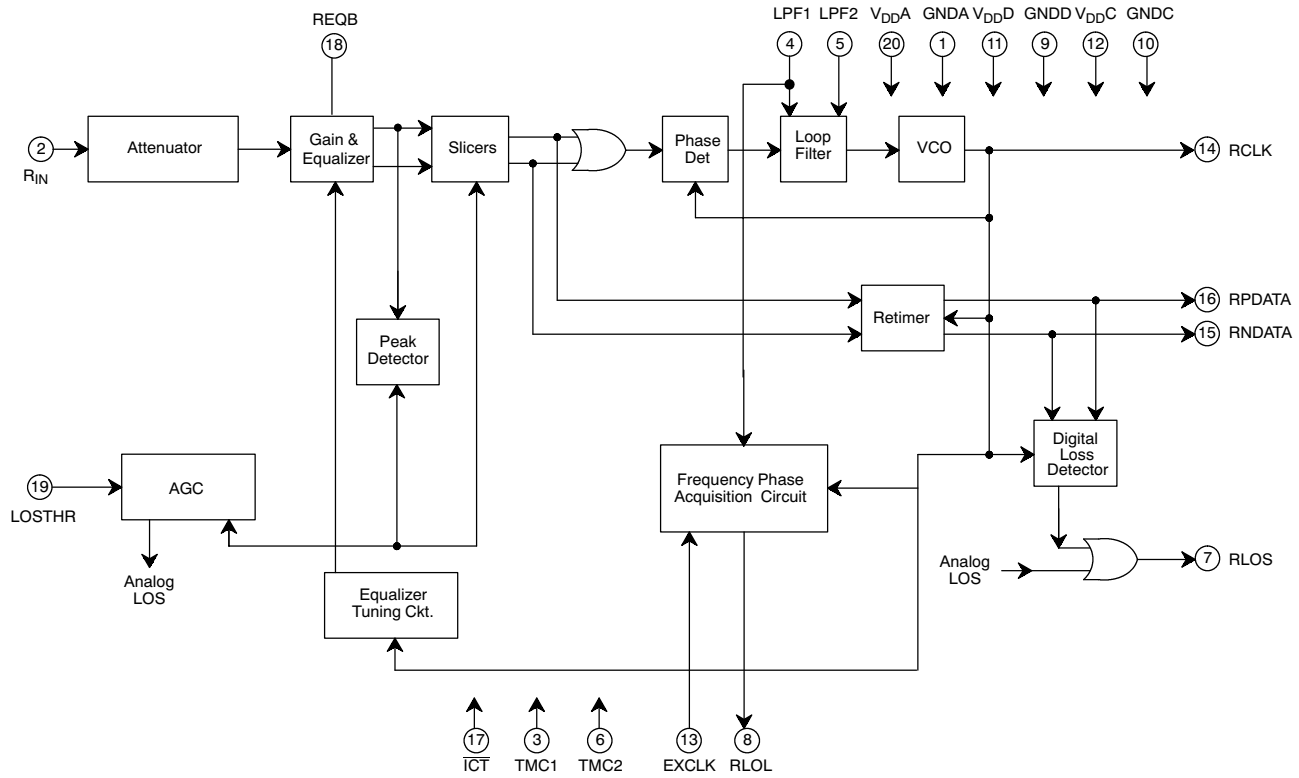 REQB
18
LPF1 LPF2 VDDA GNDA VDDD GNDD VDDC GNDC
4 5 20 1 11 9 12 10
2
RIN
Attenuator
Gain &
Equalizer
Slicers
Phase
Det
Loop
Filter
VCO
14 RCLK
Retimer
16 RPDATA
15 RNDATA
Peak
Detector
19
LOSTHR
AGC
Analog
LOS
Frequency Phase
Acquisition Circuit
Digital
Loss
Detector
Analog
LOS
7 RLOS
Equalizer
Tuning Ckt.
17 3 6 13 8
ICT TMC1 TMC2 EXCLK RLOL